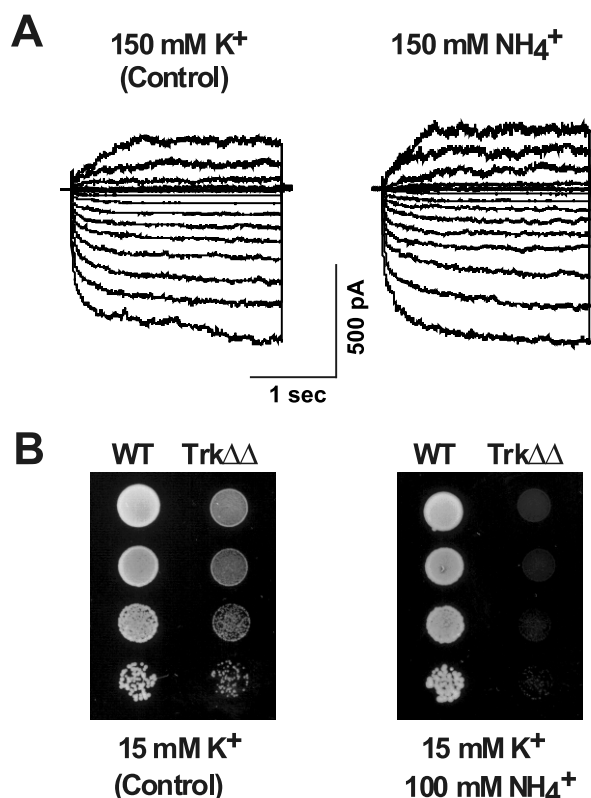 A
150 mM K+
(Control)
150 mM NH4+
500 pA
1 sec
B
WT TrkΔΔ
WT TrkΔΔ
15 mM K+
(Control)
15 mM K+
100 mM NH4+